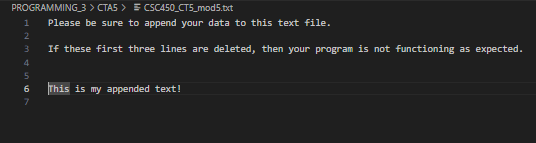 PROGRAMMING_3 > CTA5 > CSC450_CT5_mod5.txt
1 Please be sure to append your data to this text file.
2
3 If these first three lines are deleted, then your program is not functioning as expected.
4
5
6 This is my appended text!
7